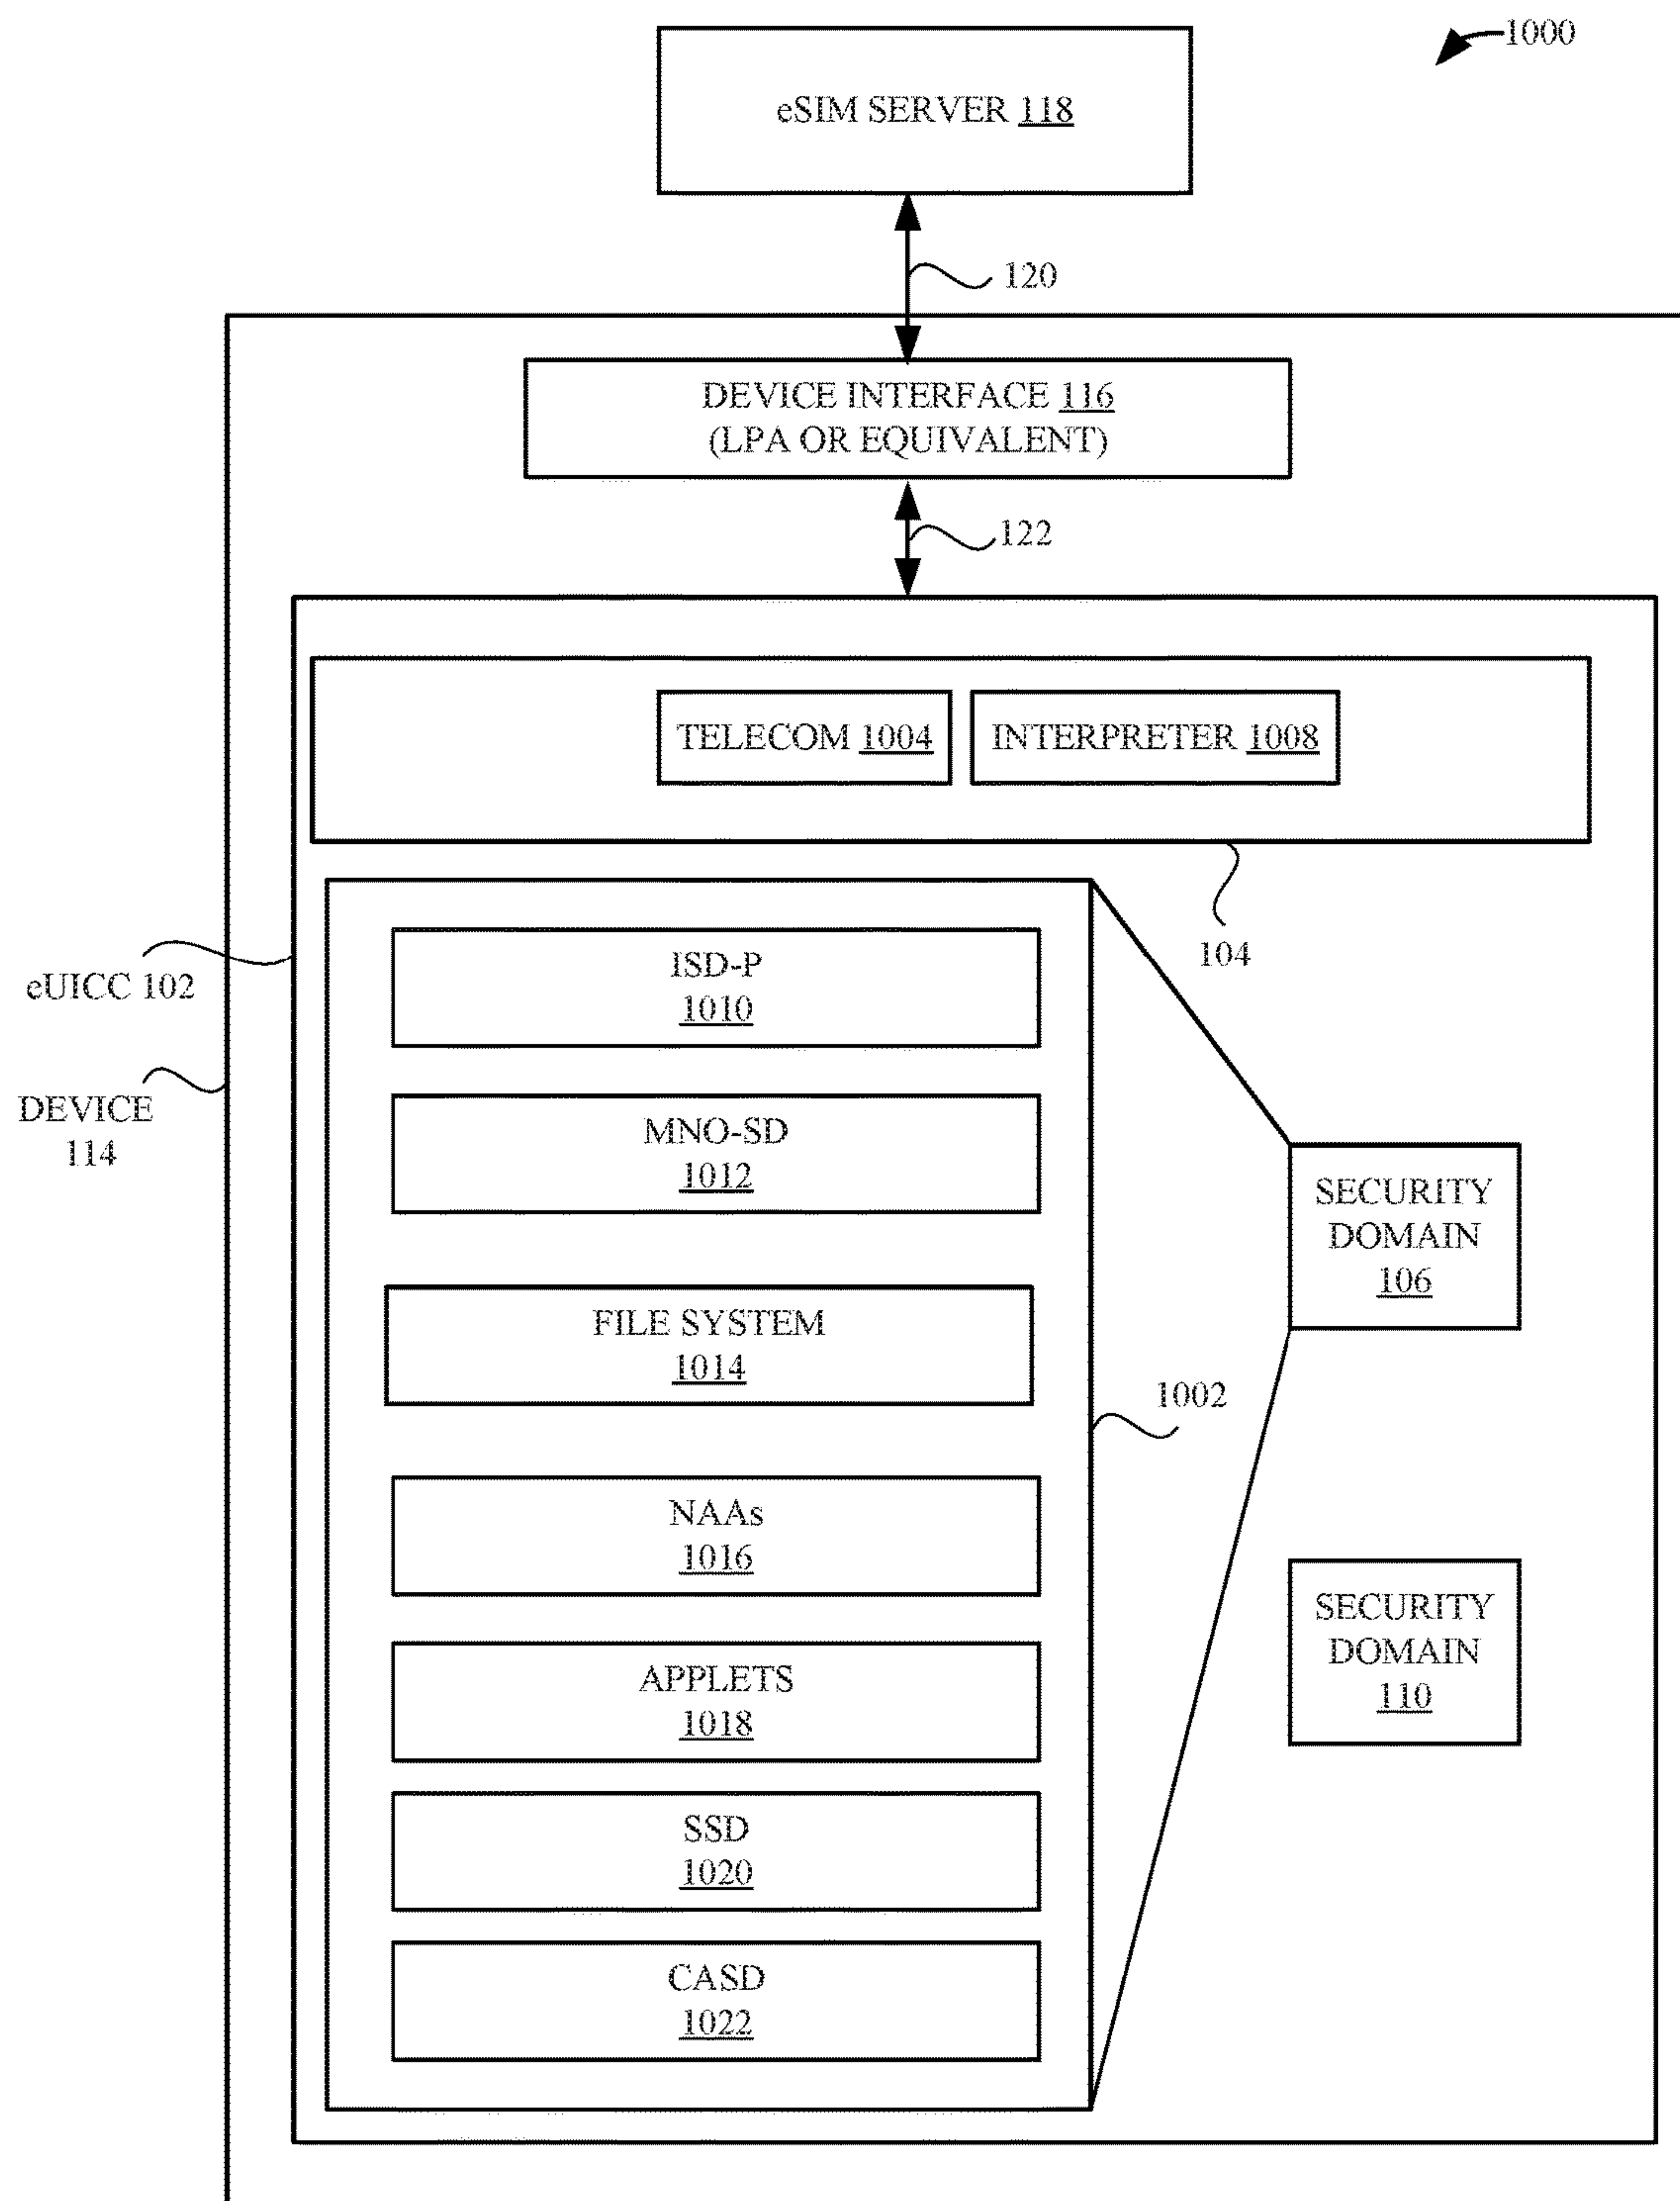 1000
eSIM SERVER 118
120
DEVICE INTERFACE 116
(LPA OR EQUIVALENT)
122
TELECOM 1004
INTERPRETER 1008
104
eUICC 102
DEVICE
114
ISD-P
1010
MNO-SD
1012
FILE SYSTEM
1014
1002
NAAs
1016
APPLETS
1018
SSD
1020
CASD
1022
SECURITY
DOMAIN
106
SECURITY
DOMAIN
110